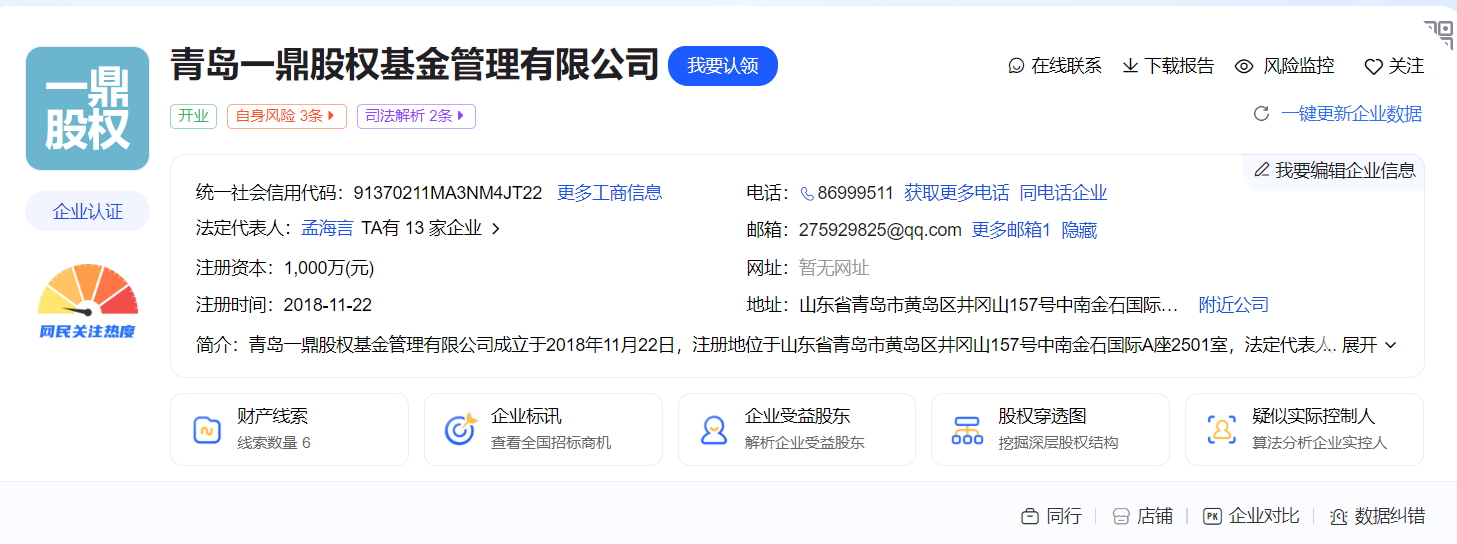 一鼎
股权
青岛一鼎股权基金管理有限公司 我要认领
在线联系 下载报告 风险监控 关注
开业 自身风险 3条 司法解析 2条
一键更新企业数据
我要编辑企业信息
企业认证
统一社会信用代码：91370211MA3NM4JT22 更多工商信息
电话：86999511 获取更多电话 同电话企业
法定代表人：孟海言 TA有 13 家企业
邮箱：275929825@qq.com 更多邮箱1 隐藏
注册资本：1,000万(元)
网址：暂无网址
注册时间：2018-11-22
地址：山东省青岛市黄岛区井冈山157号中南金石国际... 附近公司
网民关注热度
简介：青岛一鼎股权基金管理有限公司成立于2018年11月22日，注册地位于山东省青岛市黄岛区井冈山157号中南金石国际A座2501室，法定代表人.. 展开
财产线索
线索数量 6
企业标讯
查看全国招标商机
企业受益股东
解析企业受益股东
股权穿透图
挖掘深层股权结构
疑似实际控制人
算法分析企业实控人
同行 店铺 PK 企业对比 数据纠错